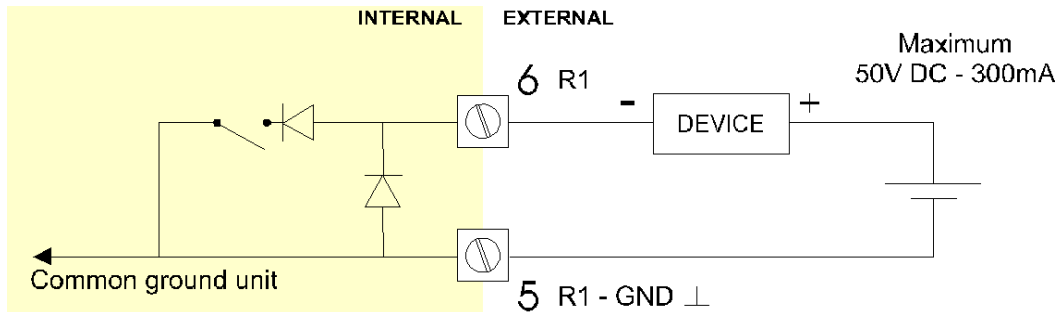 INTERNAL EXTERNAL
Maximum
50V DC - 300mA
6 R1
- DEVICE +
Common ground unit
5 R1 - GND ⊥